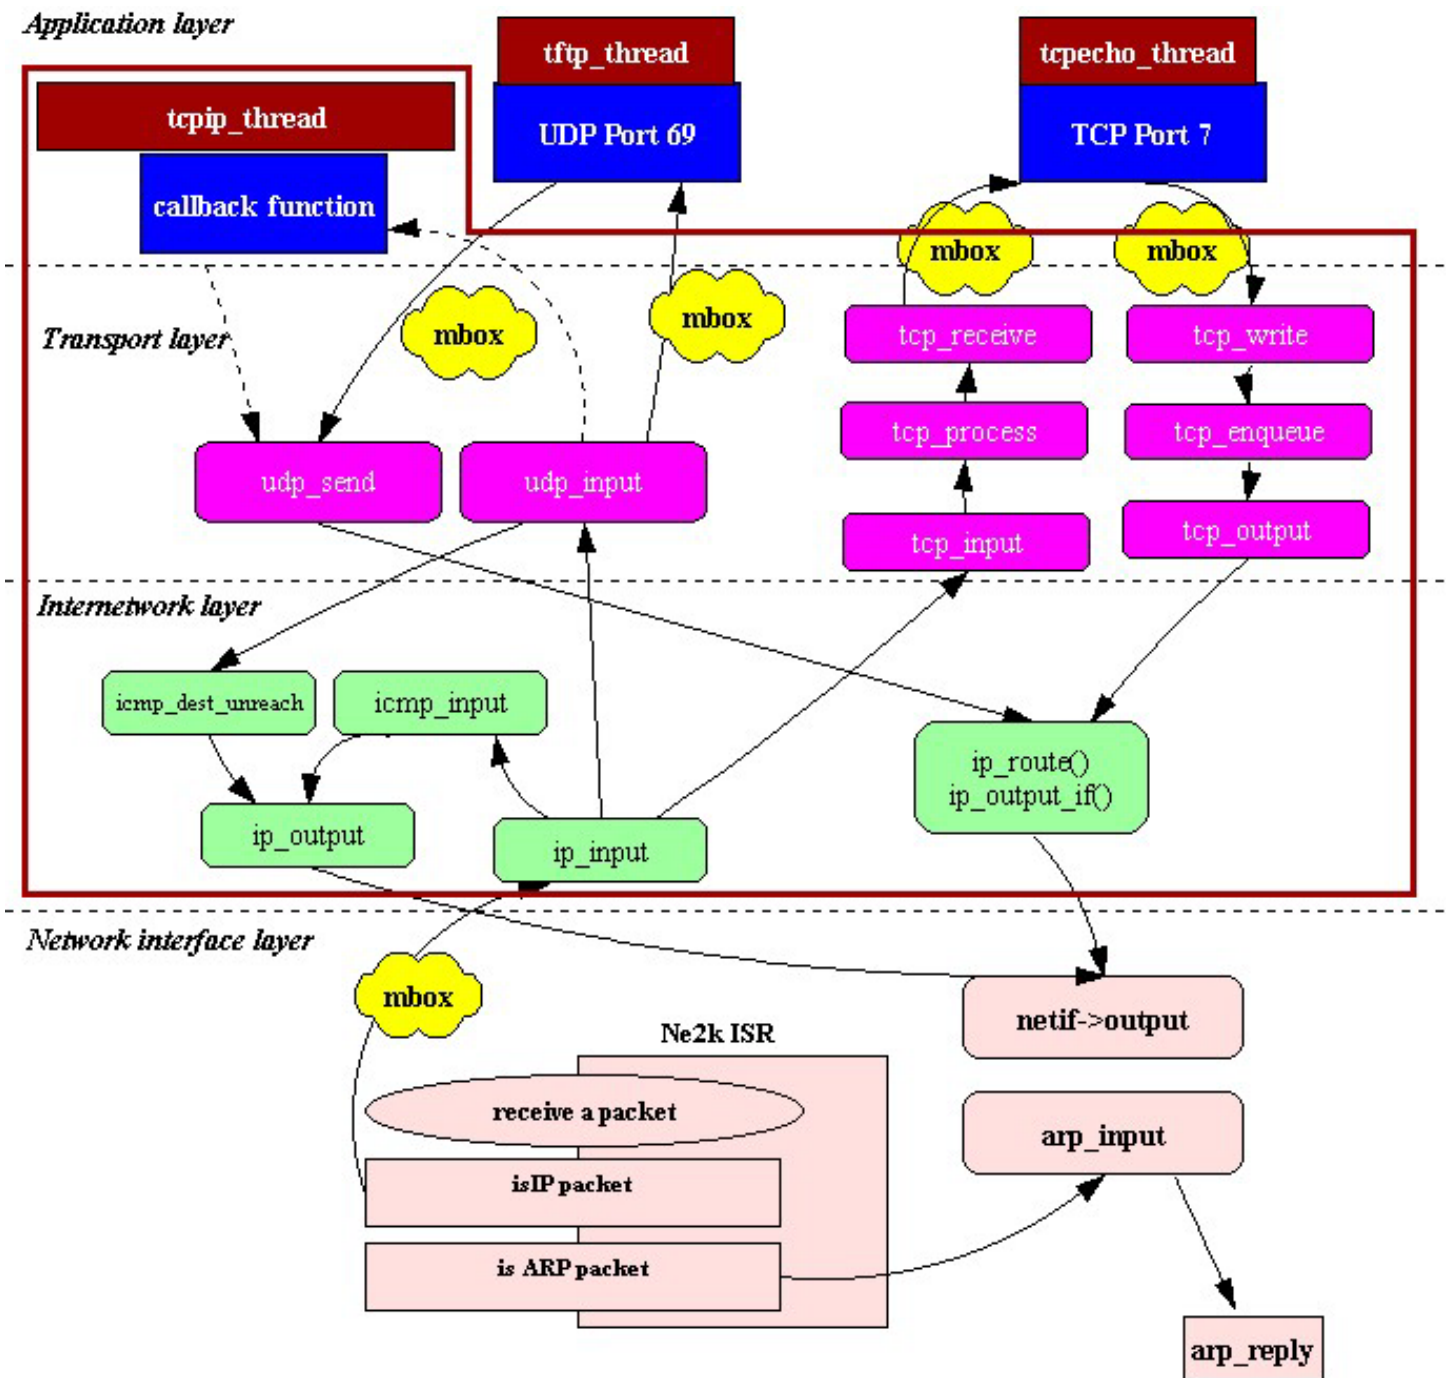 Application layer
tftp_thread
tcpecho_thread
tcpip_thread
UDP Port 69
TCP Port 7
callback function
mbox
mbox
mbox
mbox
Transport layer
tcp_receive
tcp_write
tcp_process
tcp_enqueue
udp_send
udp_input
tcp_input
tcp_output
Internetwork layer
icmp_dest_unreach
icmp_input
ip_route()
ip_output_if()
ip_output
ip_input
Network interface layer
mbox
netif->output
Ne2k ISR
receive a packet
arp_input
isIP packet
is ARP packet
arp_reply